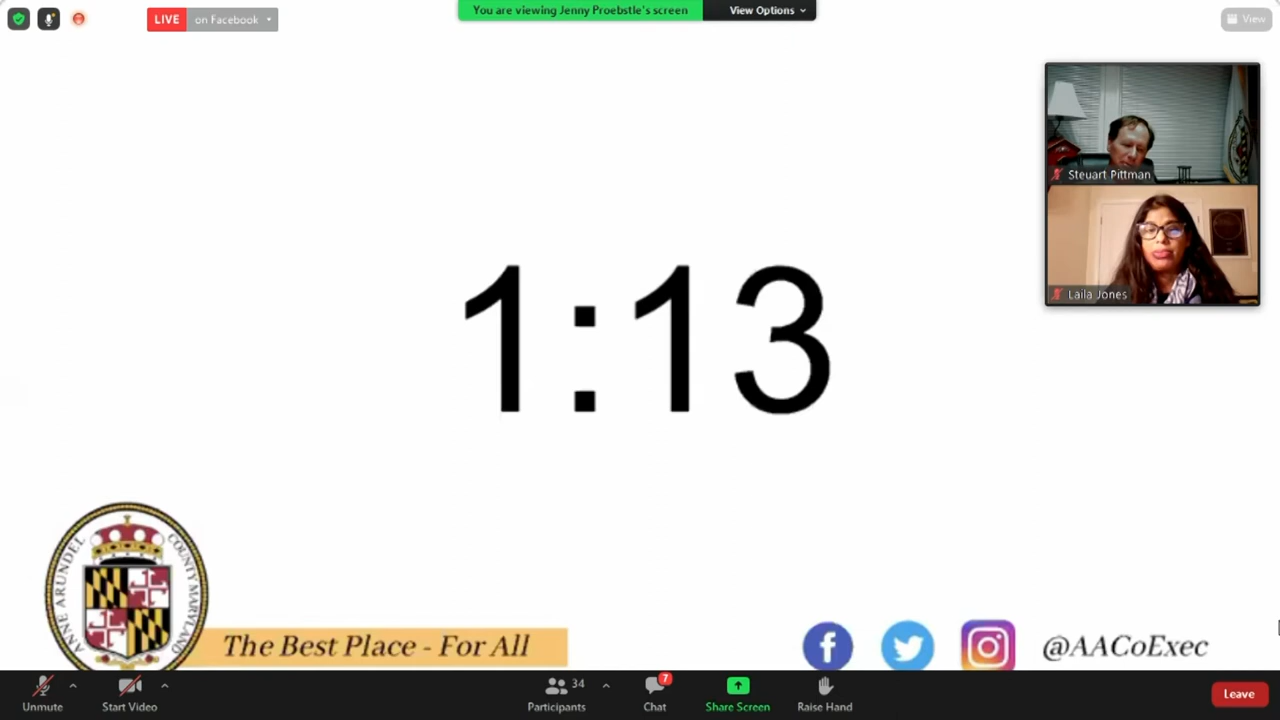 LIVE on Facebook
You are viewing Jenny Proebstle's screen
View Options
View
Steuart Pittman
Laila Jones
1:13
ANNE ARUNDEL COUNTY MARYLAND
The Best Place - For All
@AACoExec
Unmute
Start Video
34
Participants
7
Chat
Share Screen
Raise Hand
Leave